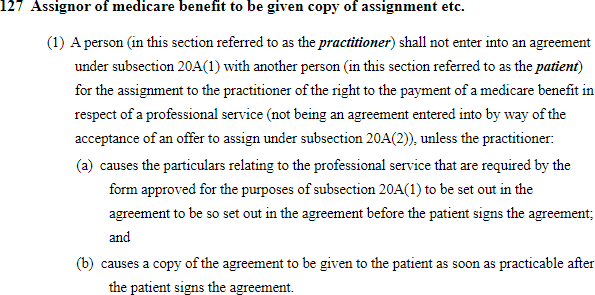 127 Assignor of medicare benefit to be given copy of assignment etc.
(1) A person (in this section referred to as the practitioner) shall not enter into an agreement
under subsection 20A(1) with another person (in this section referred to as the patient)
for the assignment to the practitioner of the right to the payment of a medicare benefit in
respect of a professional service (not being an agreement entered into by way of the
acceptance of an offer to assign under subsection 20A(2)), unless the practitioner:
(a) causes the particulars relating to the professional service that are required by the
form approved for the purposes of subsection 20A(1) to be set out in the
agreement to be so set out in the agreement before the patient signs the agreement;
and
(b) causes a copy of the agreement to be given to the patient as soon as practicable after
the patient signs the agreement.